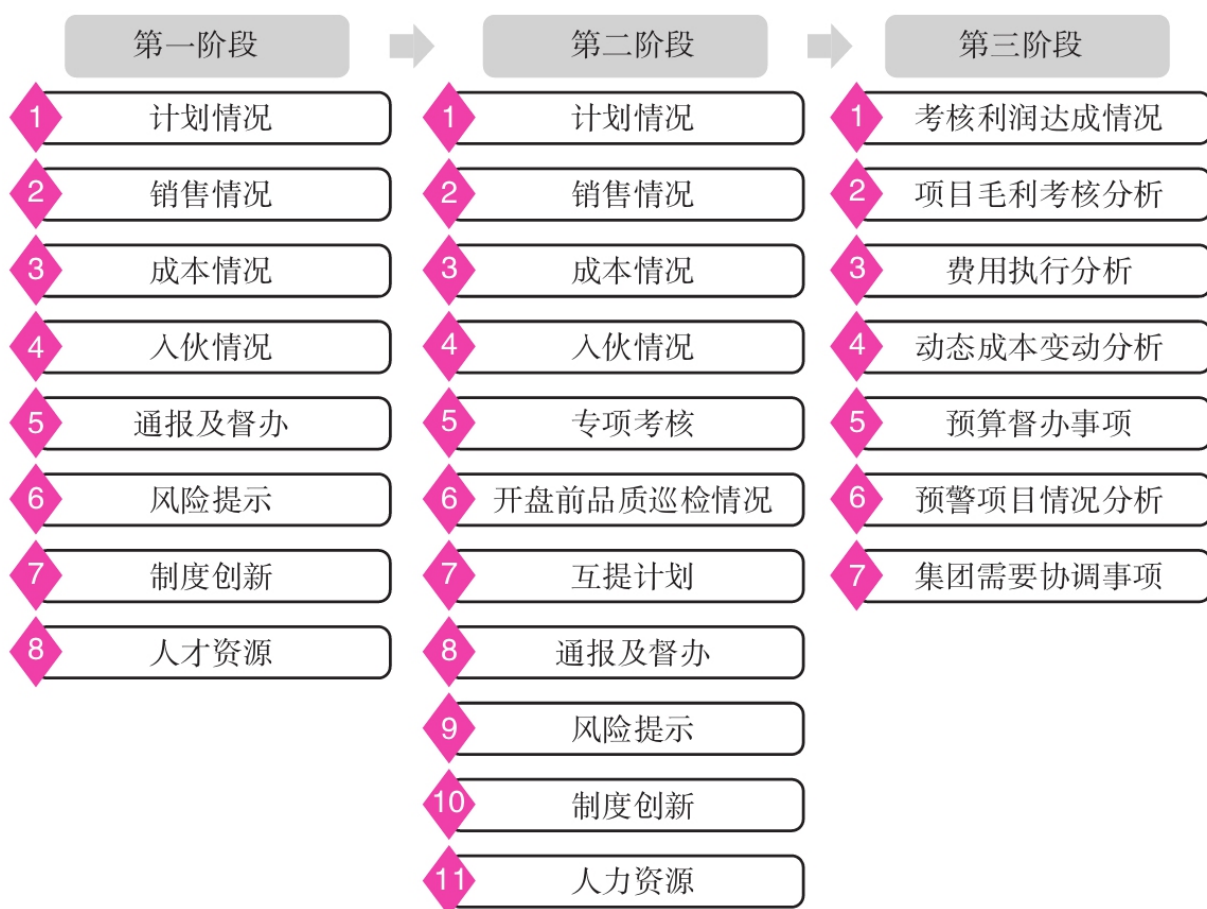 第一阶段
1 计划情况
2 销售情况
3 成本情况
4 入伙情况
5 通报及督办
6 风险提示
7 制度创新
8 人才资源
第二阶段
1 计划情况
2 销售情况
3 成本情况
4 入伙情况
5 专项考核
6 开盘前品质巡检情况
7 互提计划
8 通报及督办
9 风险提示
10 制度创新
11 人力资源
第三阶段
1 考核利润达成情况
2 项目毛利考核分析
3 费用执行分析
4 动态成本变动分析
5 预算督办事项
6 预警项目情况分析
7 集团需要协调事项